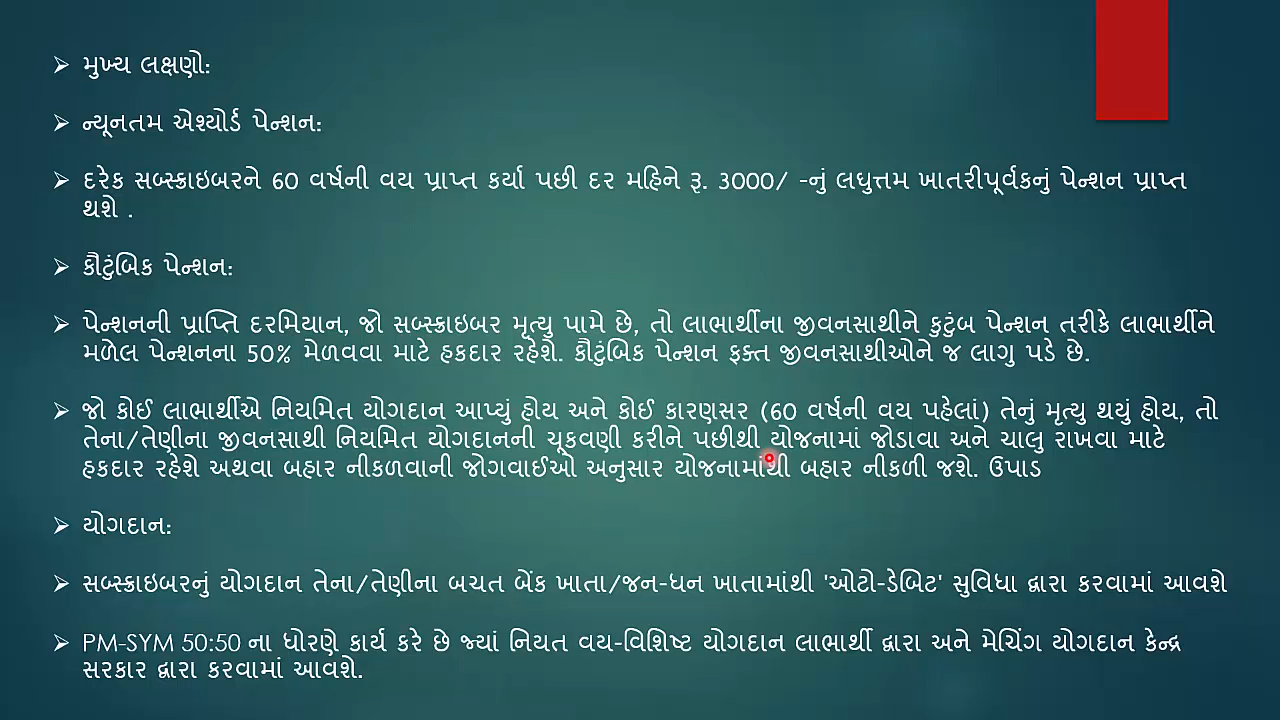 ➢ મુખ્ય લક્ષણો:
➢ ન્યૂનતમ એશ્યોર્ડ પેન્શન:
➢ દરેક સબ્સ્ક્રાઇબરને 60 વર્ષની વય પ્રાપ્ત કર્યા પછી દર મહિને રૂ. 3000/ -નું લઘુત્તમ ખાતરીપૂર્વકનું પેન્શન પ્રાપ્ત
થશે .
➢ કૌટુંબિક પેન્શન:
➢ પેન્શનની પ્રાપ્તિ દરમિયાન, જો સબ્સ્ક્રાઇબર મૃત્યુ પામે છે, તો લાભાર્થીના જીવનસાથીને કુટુંબ પેન્શન તરીકે લાભાર્થીને
મળેલ પેન્શનના 50% મેળવવા માટે હકદાર રહેશે. કૌટુંબિક પેન્શન ફક્ત જીવનસાથીઓને જ લાગુ પડે છે.
➢ જો કોઈ લાભાર્થીએ નિયમિત યોગદાન આપ્યું હોય અને કોઈ કારણસર (60 વર્ષની વય પહેલાં) તેનું મૃત્યુ થયું હોય, તો
તેના/તેણીના જીવનસાથી નિયમિત યોગદાનની ચૂકવણી કરીને પછીથી યોજનામાં જોડાવા અને ચાલુ રાખવા માટે
હકદાર રહેશે અથવા બહાર નીકળવાની જોગવાઈઓ અનુસાર યોજનામાંથી બહાર નીકળી જશે. ઉપાડ
➢ યોગદાન:
➢ સબ્સ્ક્રાઇબરનું યોગદાન તેના/તેણીના બચત બેંક ખાતા/જન-ધન ખાતામાંથી 'ઓટો-ડેબિટ' સુવિધા દ્વારા કરવામાં આવશે
➢ PM-SYM 50:50 ના ધોરણે કાર્ય કરે છે જ્યાં નિયત વય-વિશિષ્ટ યોગદાન લાભાર્થી દ્વારા અને મેચિંગ યોગદાન કેન્દ્ર
સરકાર દ્વારા કરવામાં આવશે.